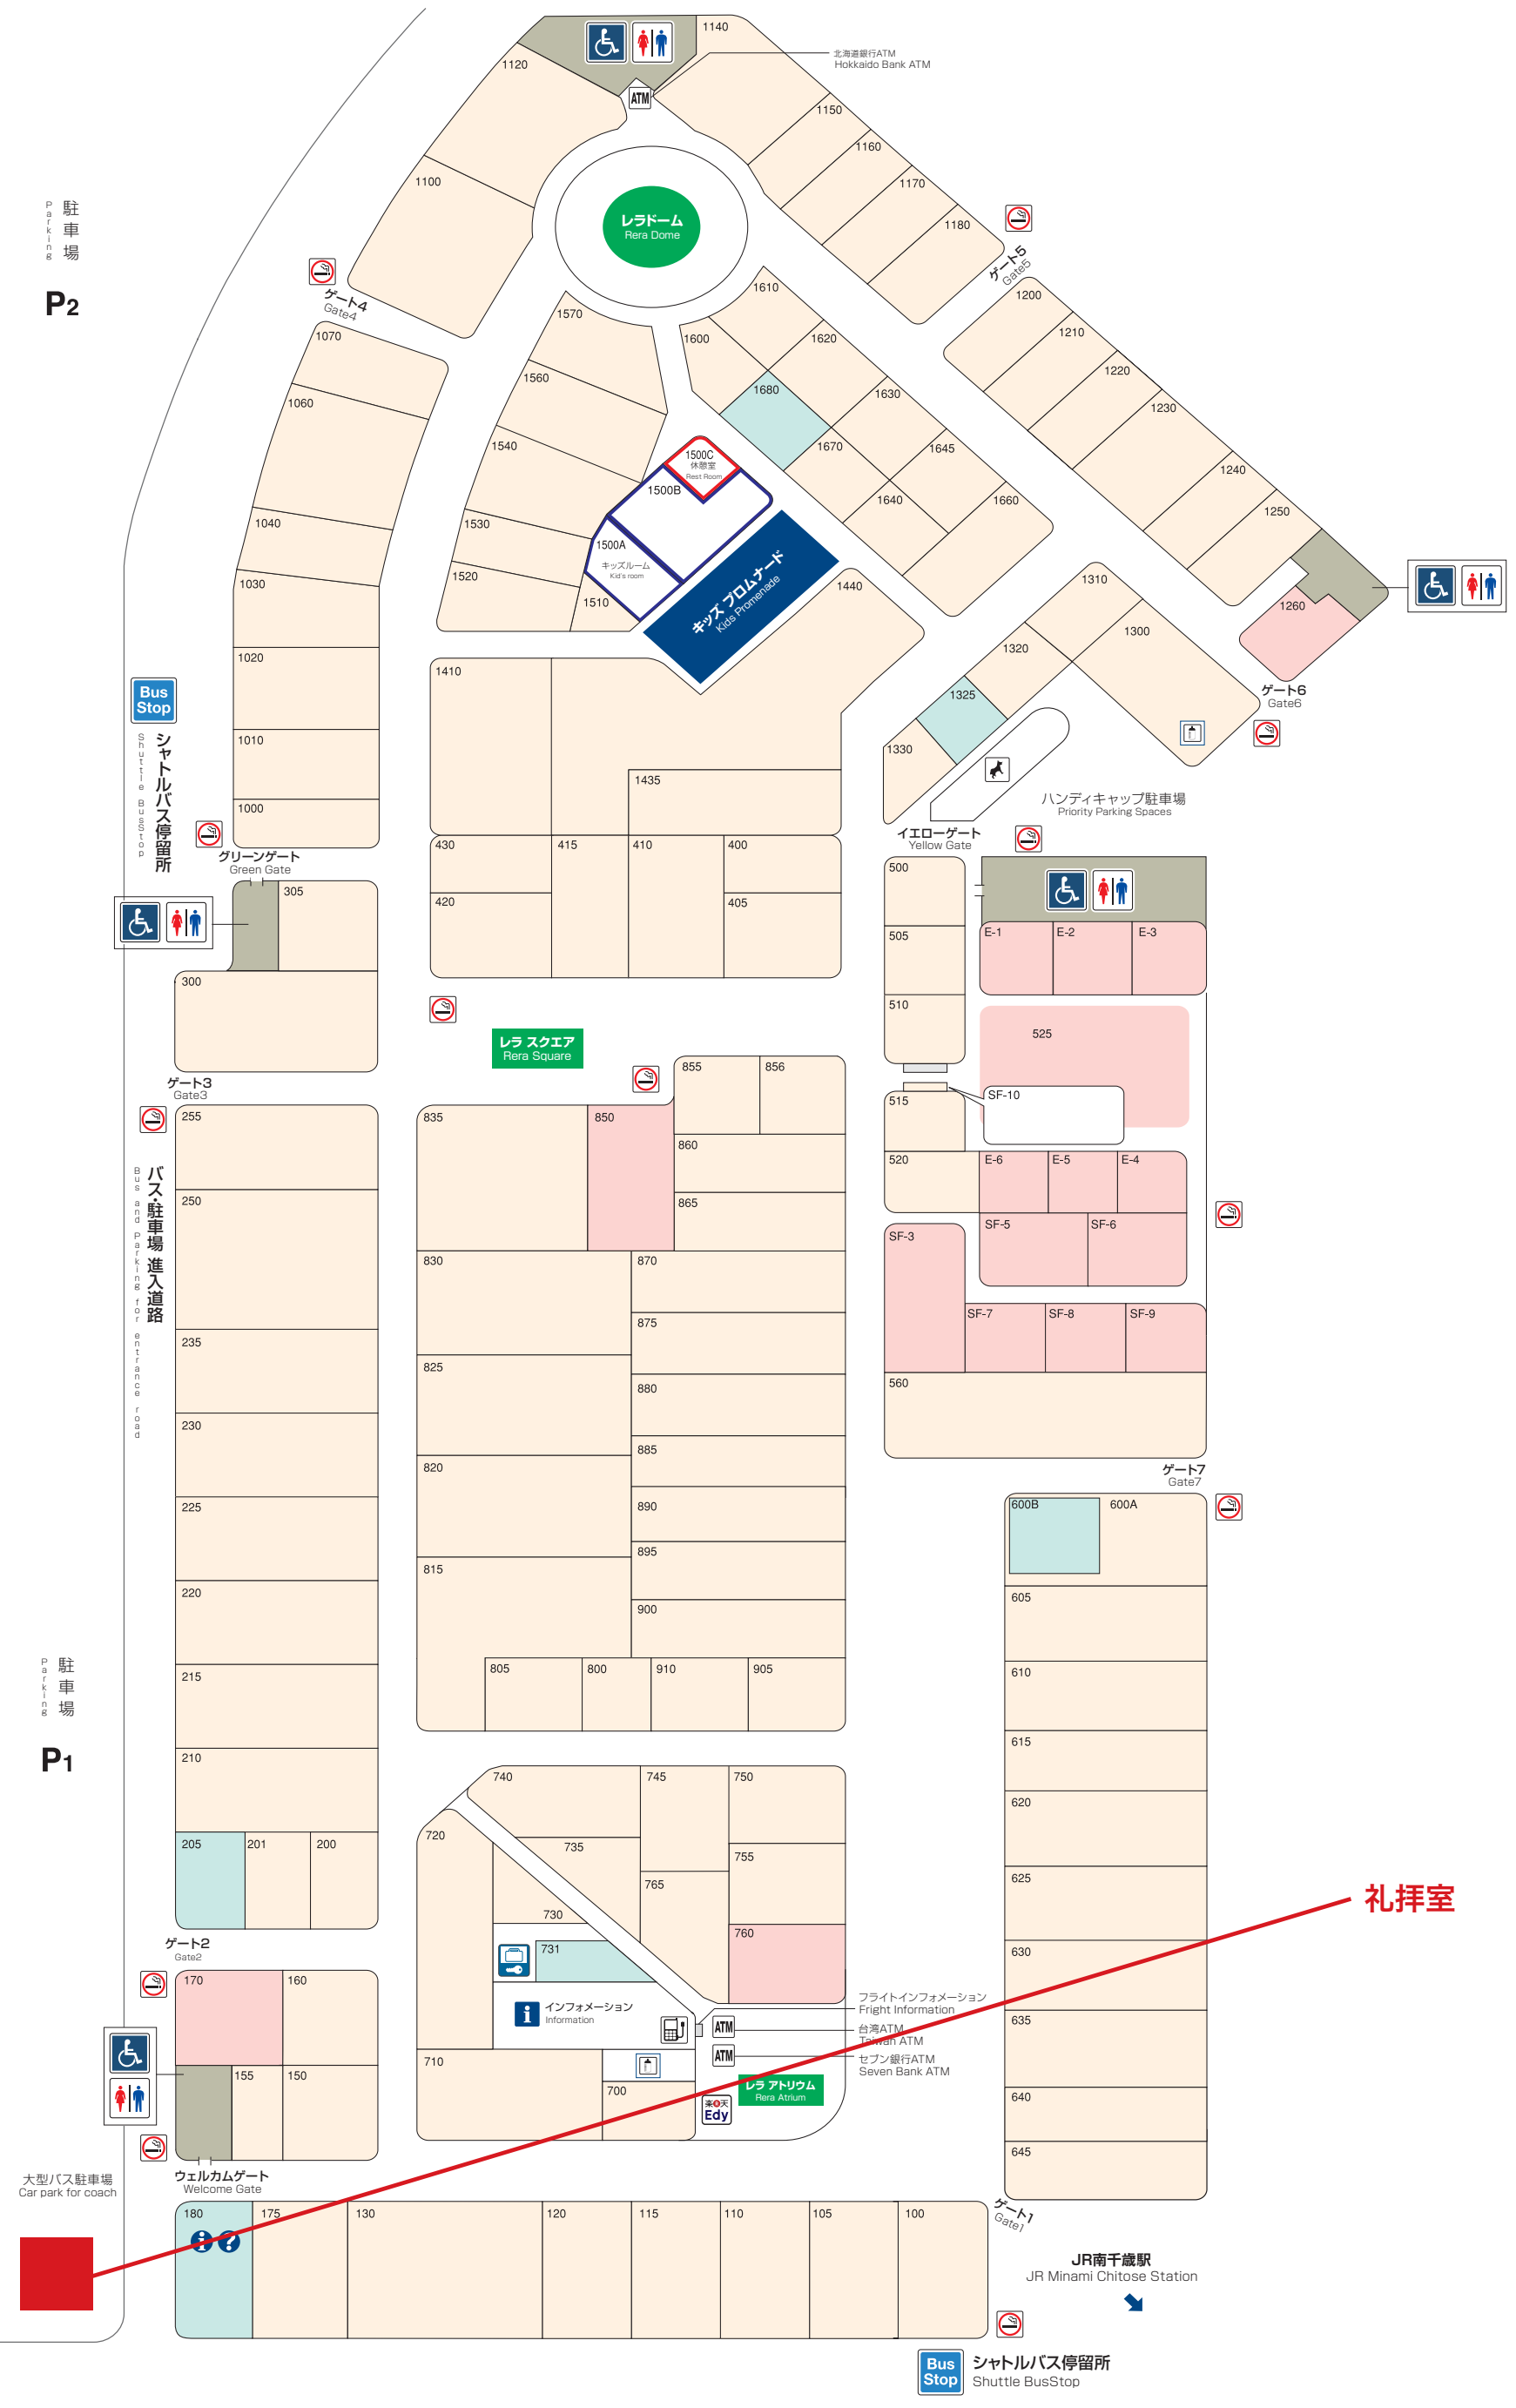 1140
北海道銀行ATM
Hokkaido Bank ATM
1120
ATM
1150
1160
1100
1170
駐車場
Parking
P2
レラドーム
Rera Dome
1180
ゲート5
Gate5
ゲート4
Gate4
1610
1200
1570
1070
1600
1620
1210
1560
1220
1060
1680
1630
1230
1540
1670
1645
1500C
休憩室
Rest Room
1240
1500B
1640
1660
1250
1040
1530
1500A
キッズルーム
Kid's room
キッズ プロムナード
Kids Promenade
1030
1520
1510
1440
1310
1260
1300
1320
1020
1410
1325
ゲート6
Gate6
Bus
Stop
シャトルバス停留所
Shuttle BusStop
1010
1330
1435
ハンディキャップ駐車場
Priority Parking Spaces
1000
イエローゲート
Yellow Gate
グリーンゲート
Green Gate
430
415
410
400
500
305
420
405
505
E-1
E-2
E-3
300
510
525
レラ スクエア
Rera Square
855
856
ゲート3
Gate3
SF-10
515
255
835
850
860
520
E-6
E-5
E-4
バス・駐車場 進入道路
Bus and Parking for entrance road
250
865
SF-5
SF-6
SF-3
830
870
SF-7
SF-8
SF-9
875
235
825
880
560
230
885
820
ゲート7
Gate7
225
890
600B
600A
895
815
220
605
900
駐車場
Parking
P1
215
805
800
910
905
610
210
740
745
750
615
620
720
205
201
200
735
755
765
625
礼拝室
730
760
ゲート2
Gate2
731
630
170
160
フライトインフォメーション
Fright Information
インフォメーション
Information
635
ATM
台湾ATM
Taiwan ATM
ATM
セブン銀行ATM
Seven Bank ATM
710
155
150
700
レラ アトリウム
Rera Atrium
楽天
Edy
640
645
大型バス駐車場
Car park for coach
ウェルカムゲート
Welcome Gate
180
175
130
120
115
110
105
100
ゲート1
Gate1
JR南千歳駅
JR Minami Chitose Station
Bus
Stop
シャトルバス停留所
Shuttle BusStop